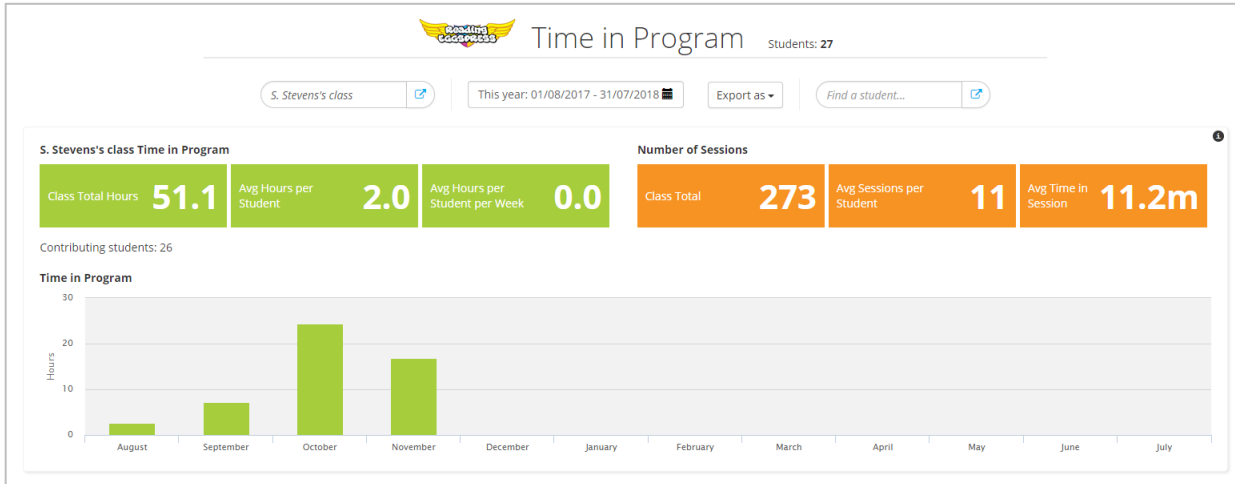 Reading Eggspress Time in Program Students: 27
S. Stevens's class This year: 01/08/2017 - 31/07/2018 Export as Find a student...
S. Stevens's class Time in Program Number of Sessions
Class Total Hours 51.1 Avg Hours per Student 2.0 Avg Hours per Student per Week 0.0 Class Total 273 Avg Sessions per Student 11 Avg Time in Session 11.2m
Contributing students: 26
Time in Program
30
20
10
0
Hours
August September October November December January February March April May June July